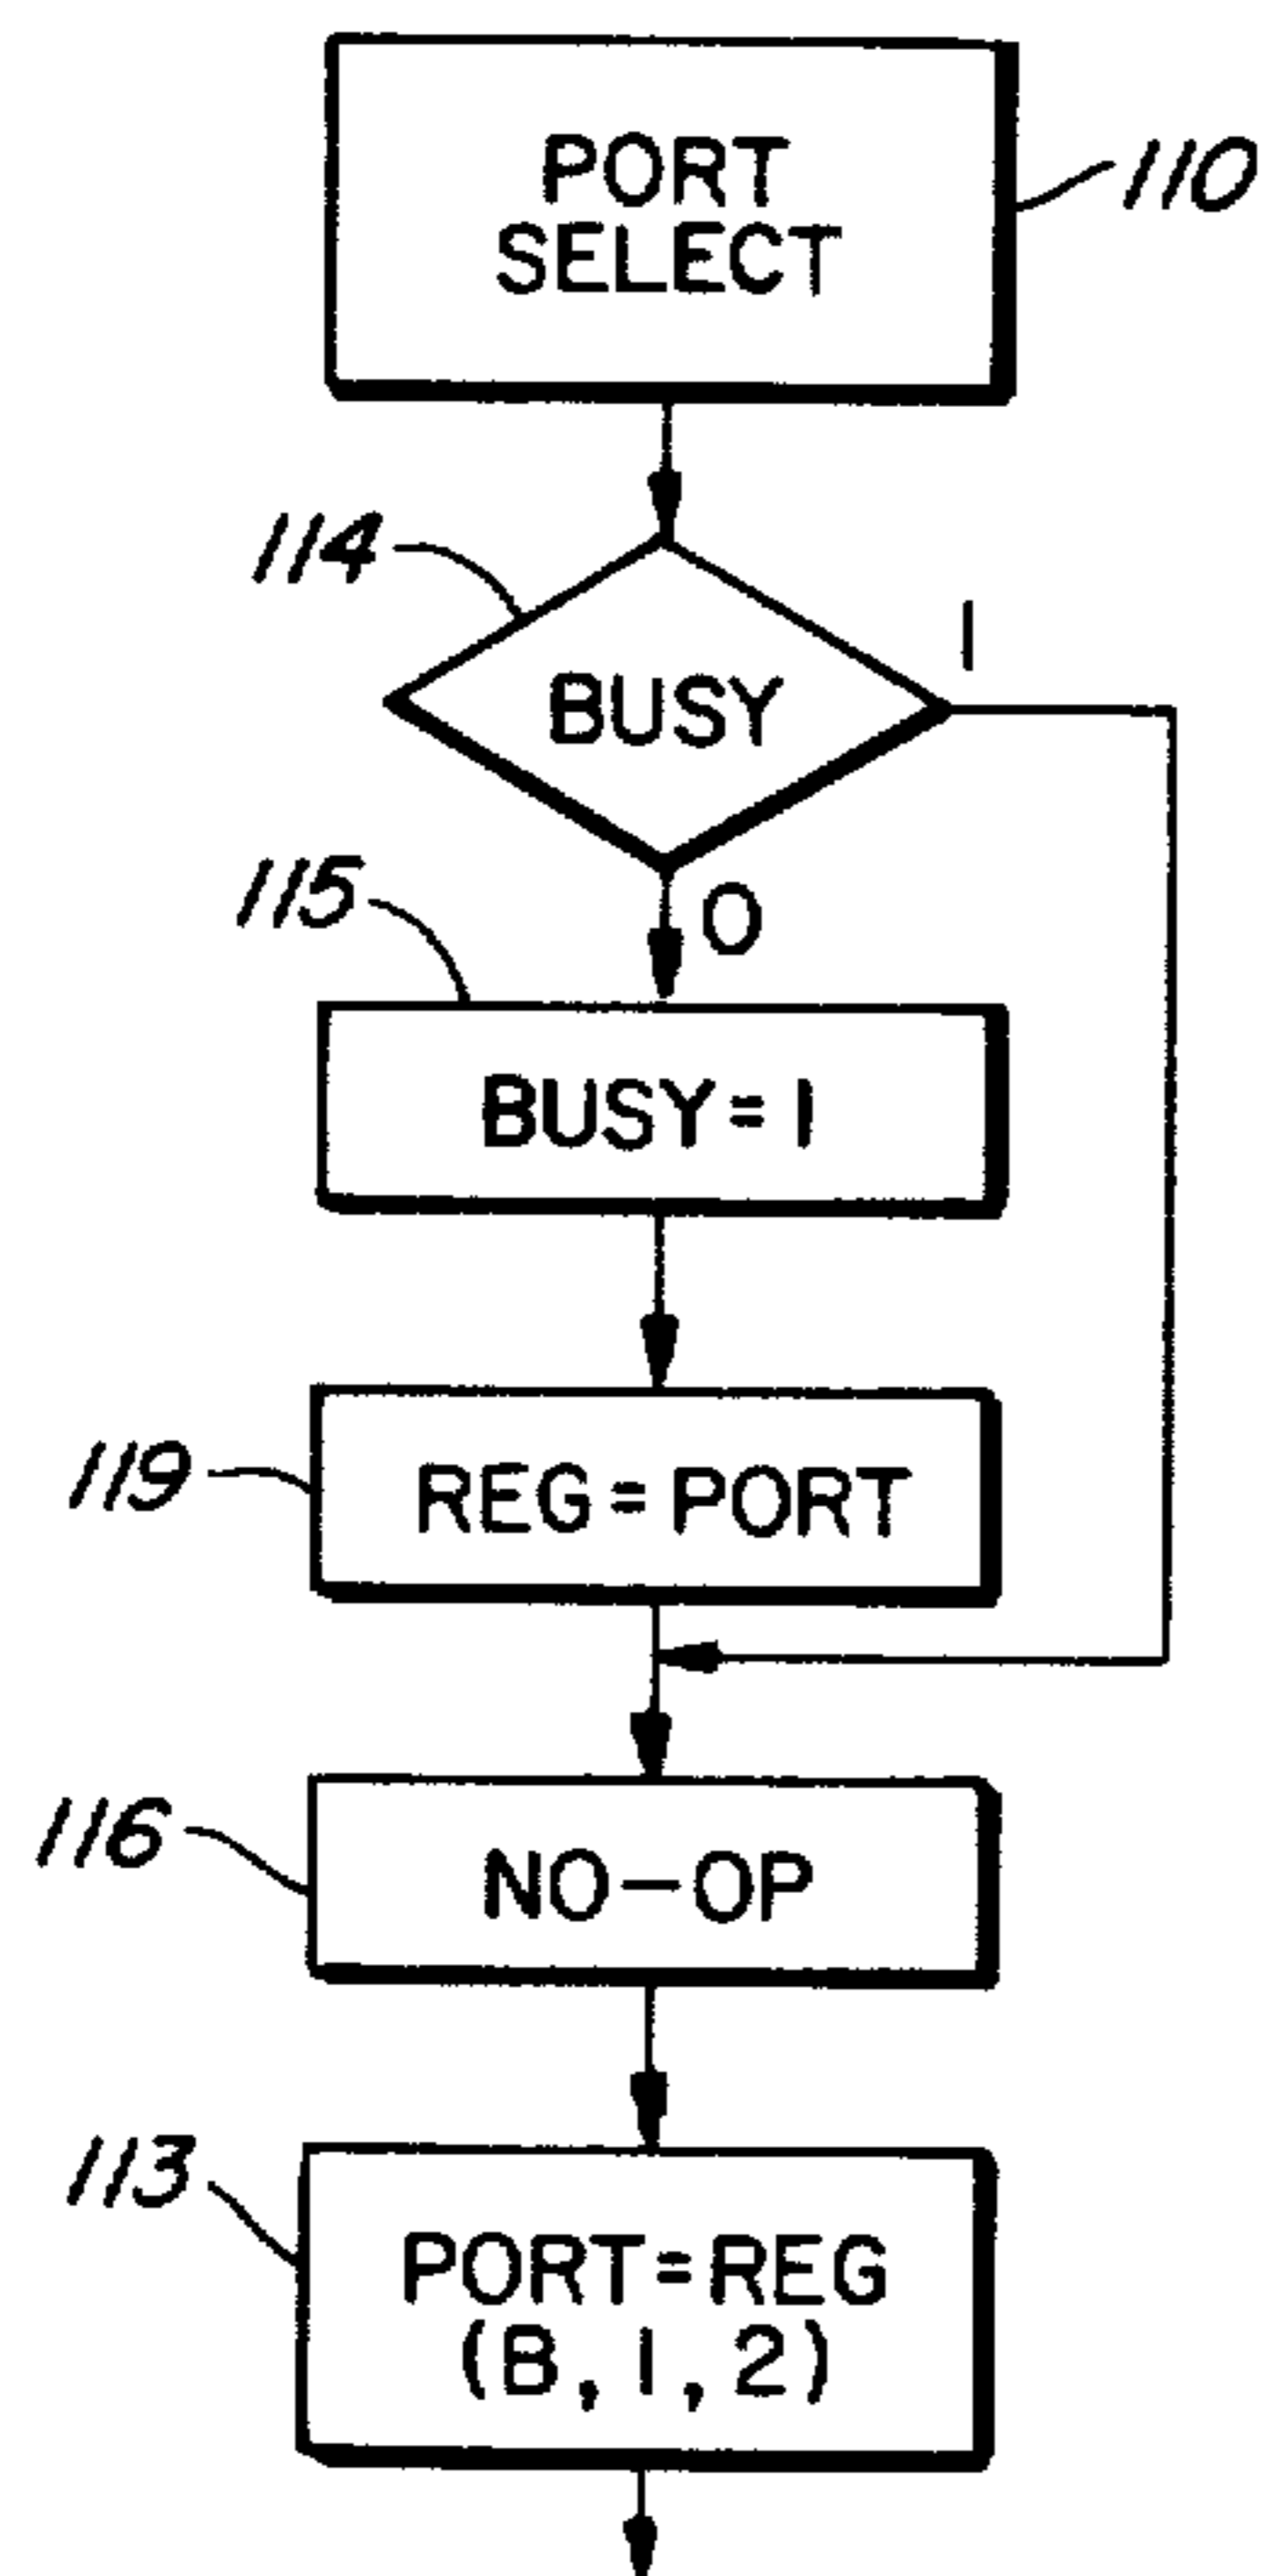 PORT
SELECT
110
114
BUSY
1
0
115
BUSY = 1
119
REG = PORT
116
NO-OP
113
PORT = REG
(B, 1, 2)